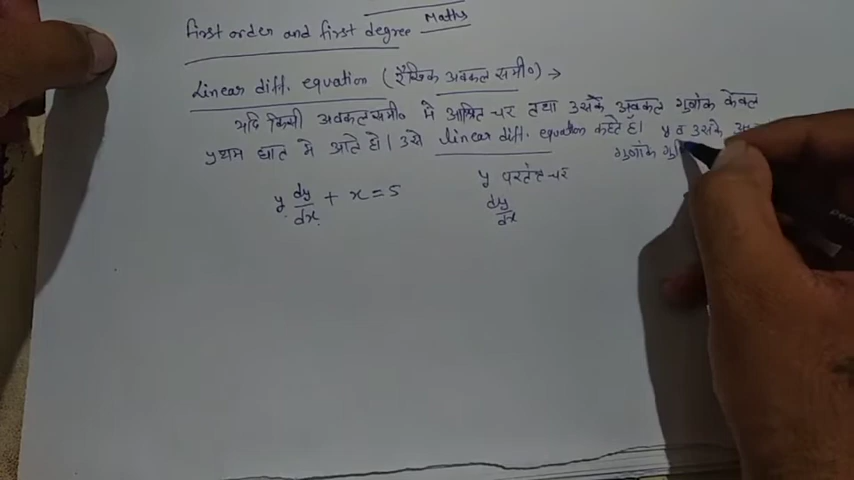 Maths
First order and first degree
Linear diff. equation (रैखिक अवकल समी०) →
यदि किसी अवकल समी० मे आश्रित चर तथा उसके अवकल गुणांक केवल
प्रथम घात मे आते हो। उसे linear diff. equation कहते हैं। y व उसके
गुणांक
y dy/dx + x = 5
y परतंत्र चर
dy/dx